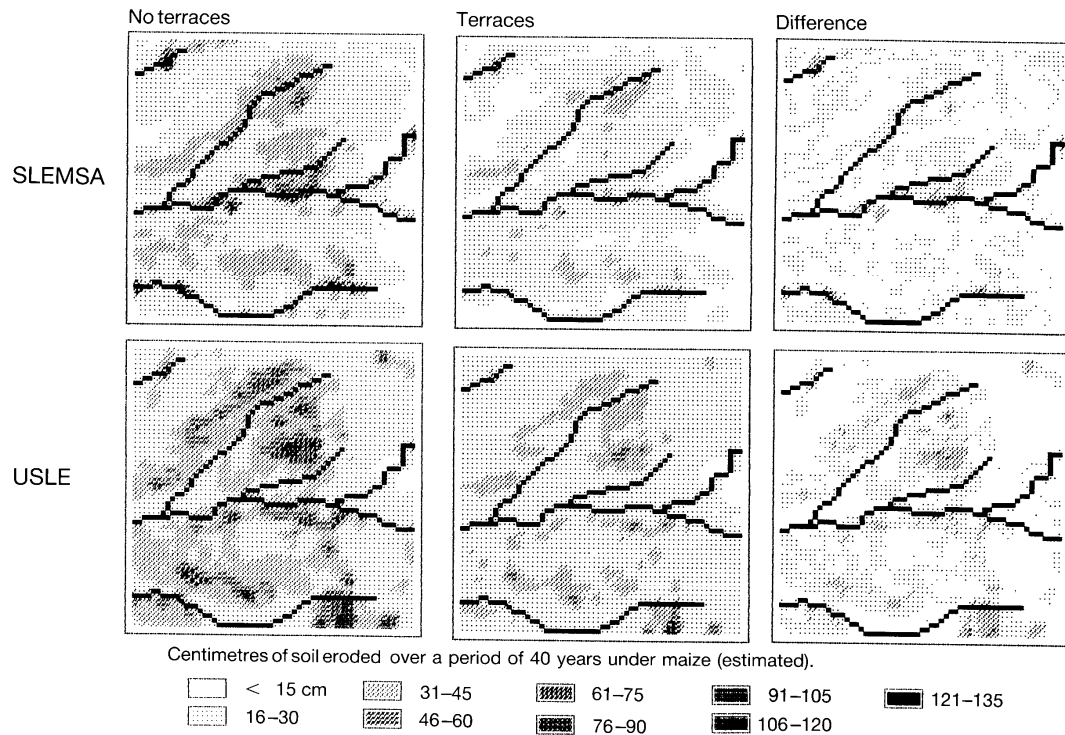 No terraces Terraces Difference
SLEMSA
USLE
Centimetres of soil eroded over a period of 40 years under maize (estimated).
< 15 cm 31–45 61–75 91–105 121–135
16–30 46–60 76–90 106–120